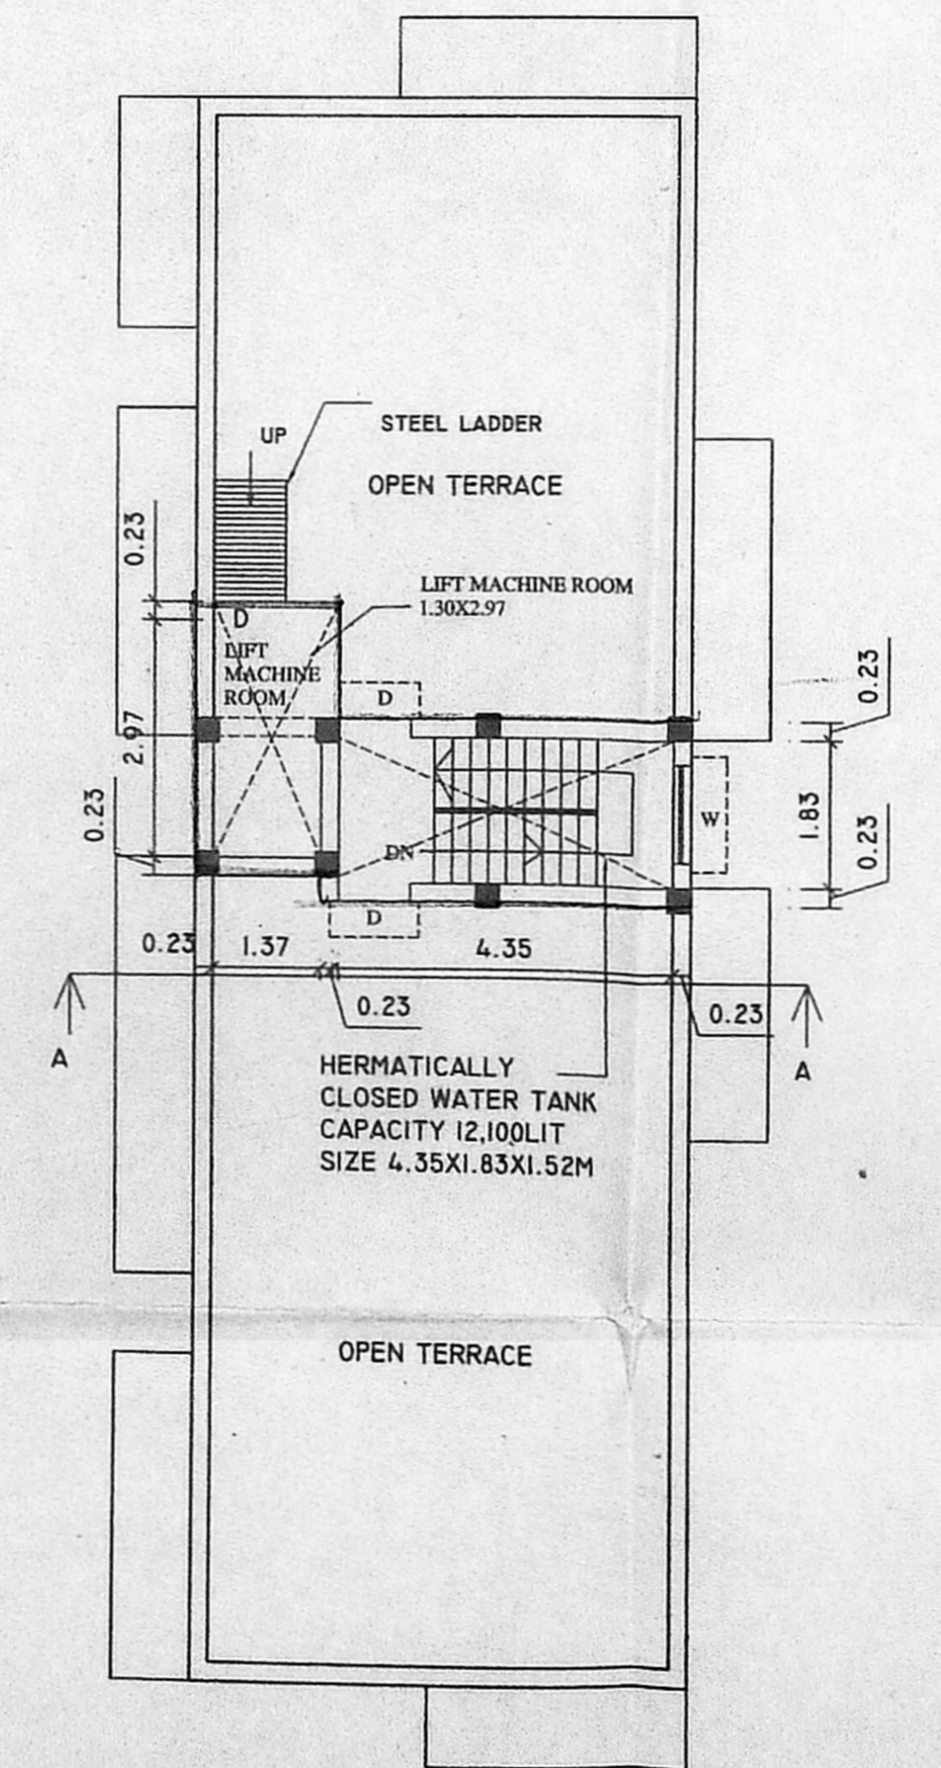 STEEL LADDER
UP
OPEN TERRACE
0.23
LIFT MACHINE ROOM
1.30X2.97
D
LIFT
MACHINE
ROOM
D
0.23
2.97
0.23
W
1.83
0.23
DN
D
0.23
1.37
4.35
0.23
0.23
A
A
HERMATICALLY
CLOSED WATER TANK
CAPACITY 12,100LIT
SIZE 4.35X1.83X1.52M
OPEN TERRACE